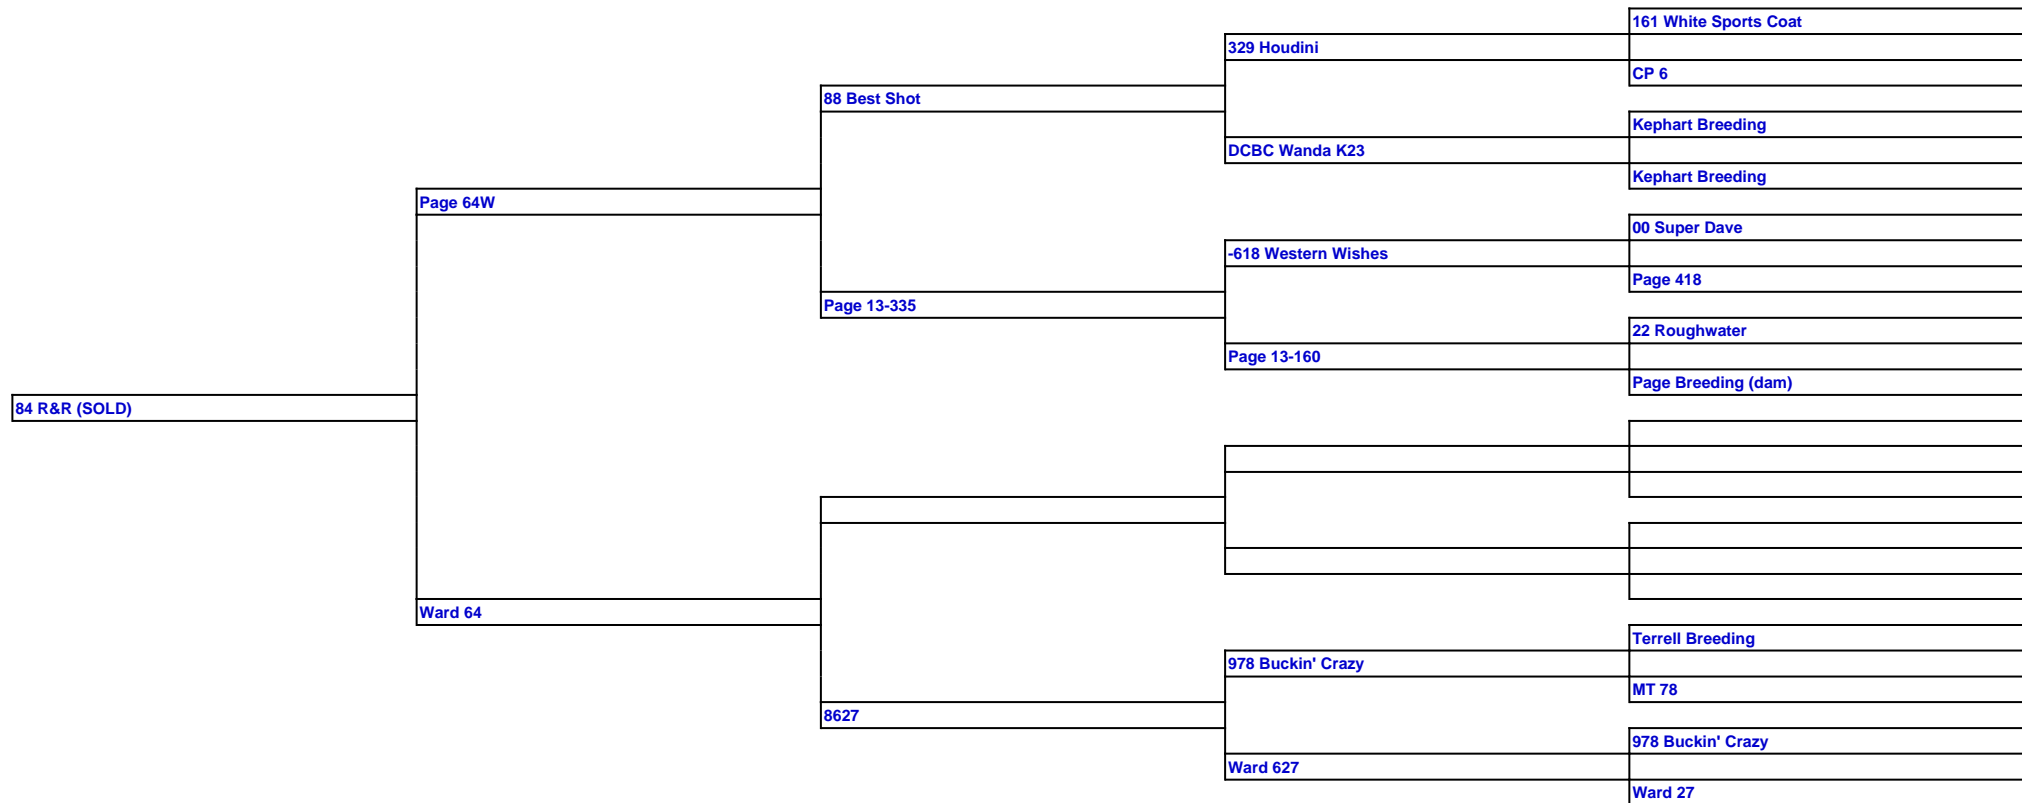 161 White Sports Coat
329 Houdini
CP 6
88 Best Shot
Kephart Breeding
DCBC Wanda K23
Kephart Breeding
Page 64W
00 Super Dave
-618 Western Wishes
Page 418
Page 13-335
22 Roughwater
Page 13-160
Page Breeding (dam)
84 R&R (SOLD)
Ward 64
Terrell Breeding
978 Buckin' Crazy
MT 78
8627
978 Buckin' Crazy
Ward 627
Ward 27